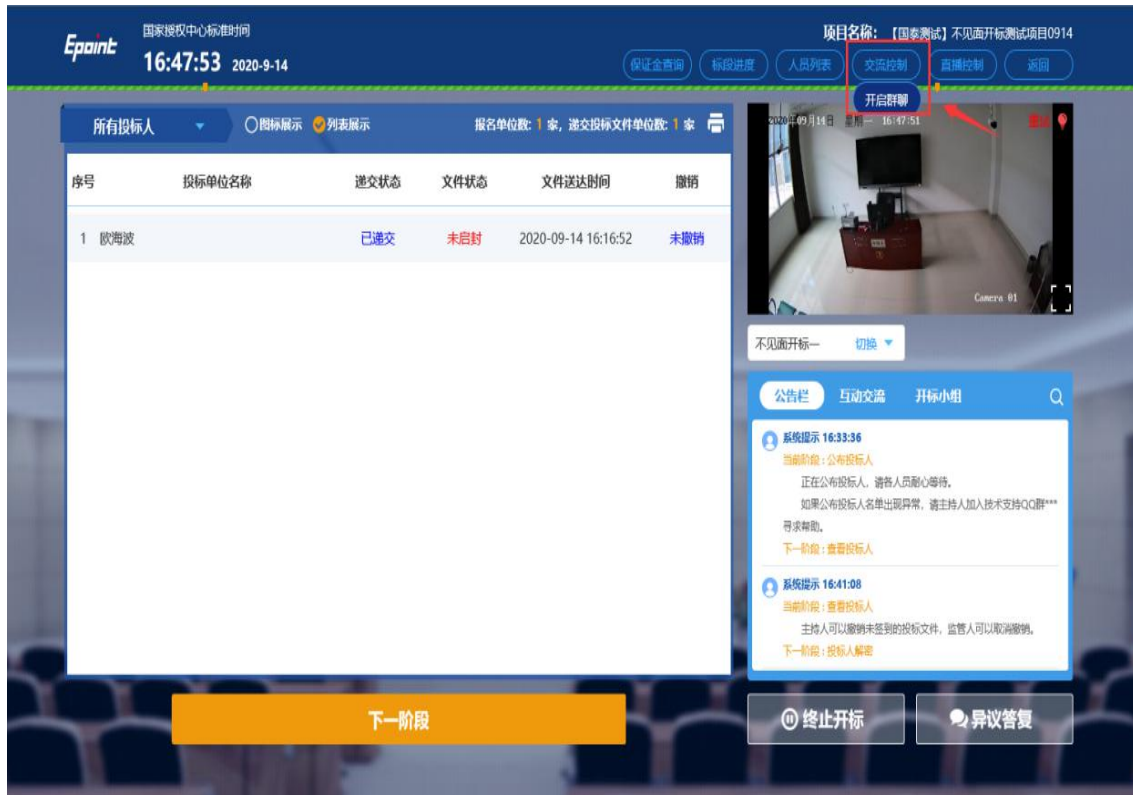 Epoint
国家授权中心标准时间
16:47:53 2020-9-14
项目名称：【国泰测试】不见面开标测试项目0914
保证金查询 标段进度 人员列表 交流控制 直播控制 返回
开启群聊
所有投标人 图标展示 列表展示 报名单位数: 1 家, 递交投标文件单位数: 1 家
序号 投标单位名称 递交状态 文件状态 文件送达时间 撤销
1 欧海波 已递交 未启封 2020-09-14 16:16:52 未撤销
2020年09月14日 星期一 16:47:51
Camera 01
不见面开标一 切换
公告栏 互动交流 开标小组
系统提示 16:33:36
当前阶段 : 公布投标人
正在公布投标人，请各人员耐心等待。
如果公布投标人名单出现异常，请主持人加入技术支持QQ群***
寻求帮助。
下一阶段 : 查看投标人
系统提示 16:41:08
当前阶段 : 查看投标人
主持人可以撤销未签到的投标文件，监管人可以取消撤销。
下一阶段 : 投标人解密
下一阶段
终止开标 异议答复